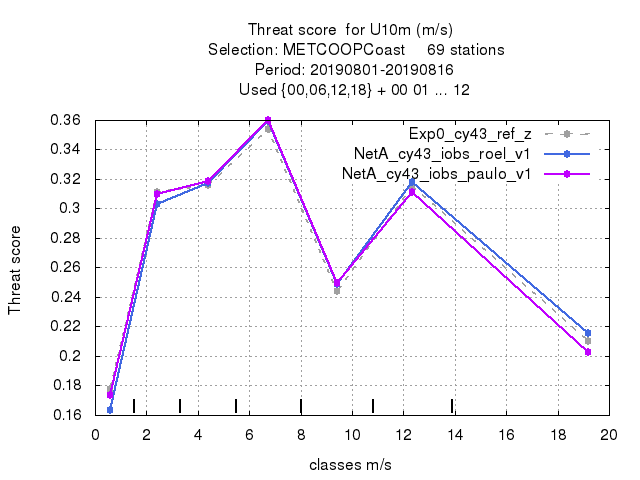 Threat score  for U10m (m/s)
Selection: METCOOPCoast     69 stations
Period: 20190801-20190816
Used {00,06,12,18} + 00 01 ... 12
Exp0_cy43_ref_z
NetA_cy43_iobs_roel_v1
NetA_cy43_iobs_paulo_v1
Threat score
0.36
0.34
0.32
0.3
0.28
0.26
0.24
0.22
0.2
0.18
0.16
0 2 4 6 8 10 12 14 16 18 20
classes m/s